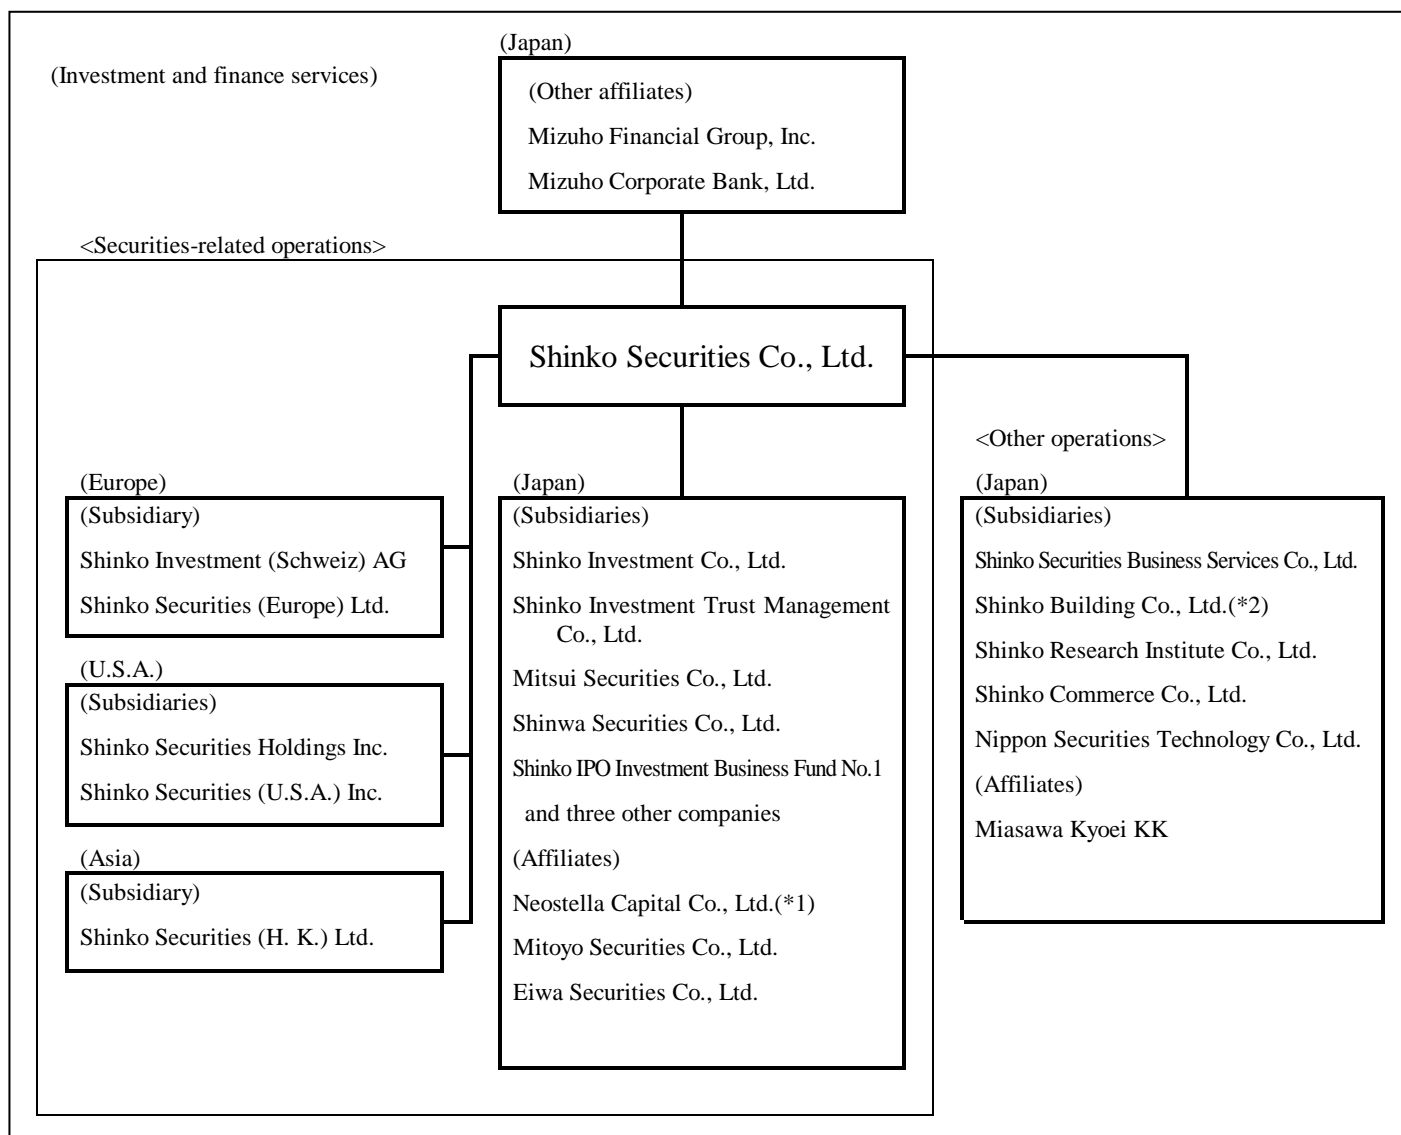 (Japan)
(Investment and finance services)
(Other affiliates)
Mizuho Financial Group, Inc.
Mizuho Corporate Bank, Ltd.
<Securities-related operations>
Shinko Securities Co., Ltd.
<Other operations>
(Europe)
(Subsidiary)
Shinko Investment (Schweiz) AG
Shinko Securities (Europe) Ltd.
(U.S.A.)
(Subsidiaries)
Shinko Securities Holdings Inc.
Shinko Securities (U.S.A.) Inc.
(Asia)
(Subsidiary)
Shinko Securities (H. K.) Ltd.
(Japan)
(Subsidiaries)
Shinko Investment Co., Ltd.
Shinko Investment Trust Management
Co., Ltd.
Mitsui Securities Co., Ltd.
Shinwa Securities Co., Ltd.
Shinko IPO Investment Business Fund No.1
and three other companies
(Affiliates)
Neostella Capital Co., Ltd.(*1)
Mitoyo Securities Co., Ltd.
Eiwa Securities Co., Ltd.
(Japan)
(Subsidiaries)
Shinko Securities Business Services Co., Ltd.
Shinko Building Co., Ltd.(*2)
Shinko Research Institute Co., Ltd.
Shinko Commerce Co., Ltd.
Nippon Securities Technology Co., Ltd.
(Affiliates)
Miasawa Kyoei KK